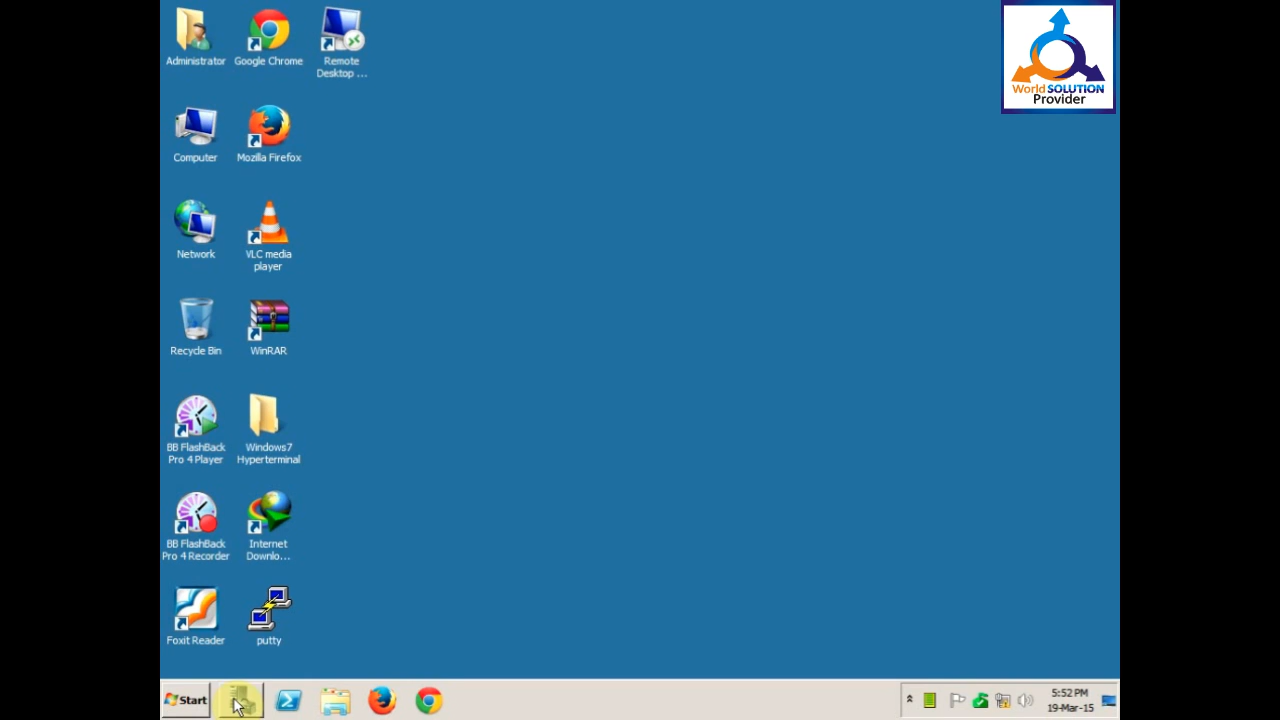 Administrator
Google Chrome
Remote
Desktop ...
World SOLUTION
Provider
Computer
Mozilla Firefox
Network
VLC media
player
Recycle Bin
WinRAR
BB FlashBack
Pro 4 Player
Windows7
Hyperterminal
BB FlashBack
Pro 4 Recorder
Internet
Downlo...
Foxit Reader
putty
Start
5:52 PM
19-Mar-15